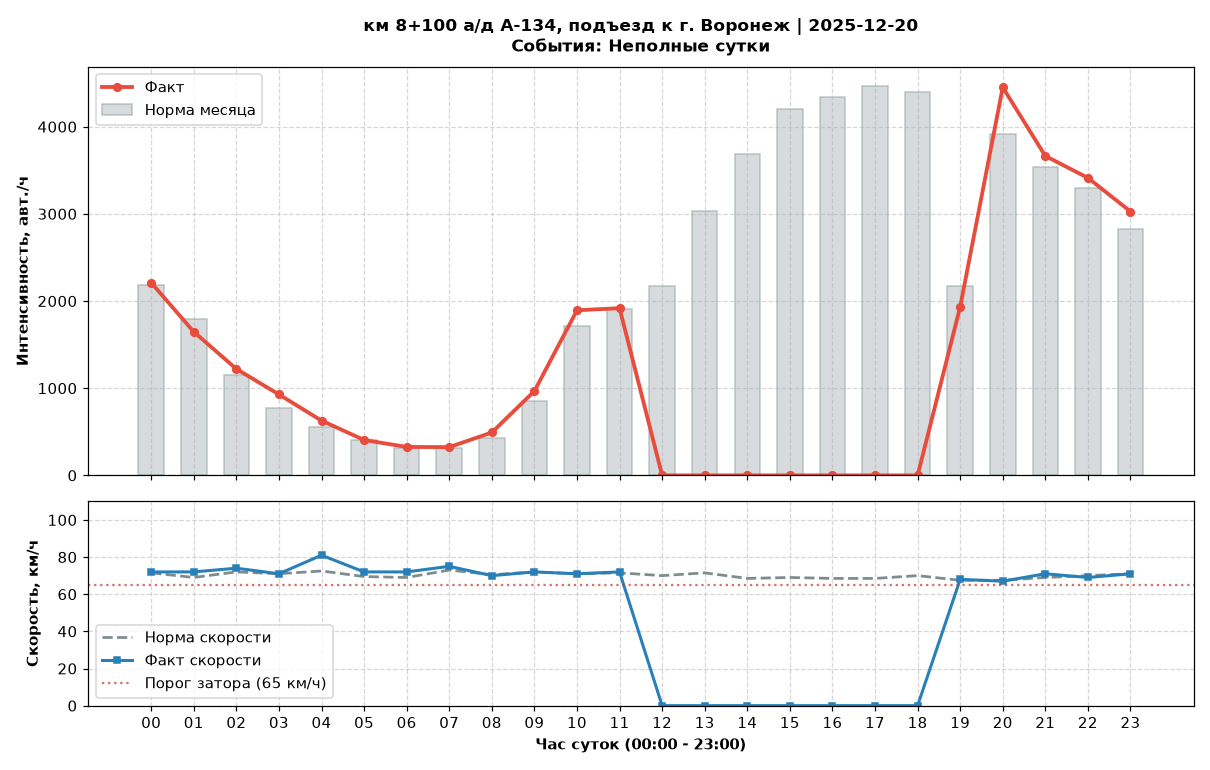 км 8+100 а/д А-134, подъезд к г. Воронеж | 2025-12-20
События: Неполные сутки
Факт
Норма месяца
Интенсивность, авт./ч
4000
3000
2000
1000
0
Скорость, км/ч
100
80
60
40
20
0
Норма скорости
Факт скорости
Порог затора (65 км/ч)
00 01 02 03 04 05 06 07 08 09 10 11 12 13 14 15 16 17 18 19 20 21 22 23
Час суток (00:00 - 23:00)